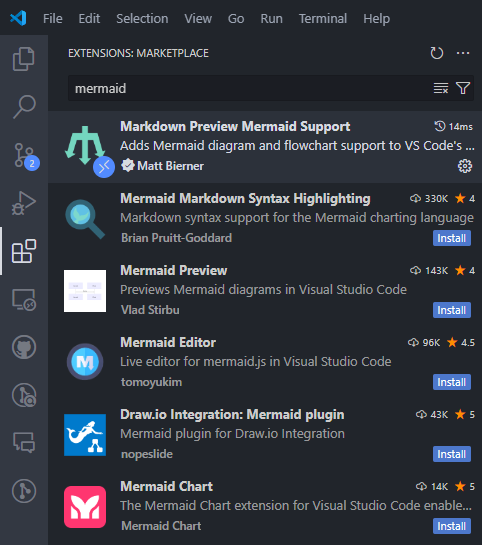 File Edit Selection View Go Run Terminal Help
EXTENSIONS: MARKETPLACE
mermaid
Markdown Preview Mermaid Support 14ms
Adds Mermaid diagram and flowchart support to VS Code's ...
Matt Bierner
2
Mermaid Markdown Syntax Highlighting 330K 4
Markdown syntax support for the Mermaid charting language
Brian Pruitt-Goddard Install
Mermaid Preview 143K 4
Previews Mermaid diagrams in Visual Studio Code
Vlad Stirbu Install
Mermaid Editor 96K 4.5
Live editor for mermaid.js in Visual Studio Code
M
tomoyukim Install
Draw.io Integration: Mermaid plugin 43K 5
Mermaid plugin for Draw.io Integration
nopeslide Install
Mermaid Chart 14K 5
The Mermaid Chart extension for Visual Studio Code enable...
Mermaid Chart Install